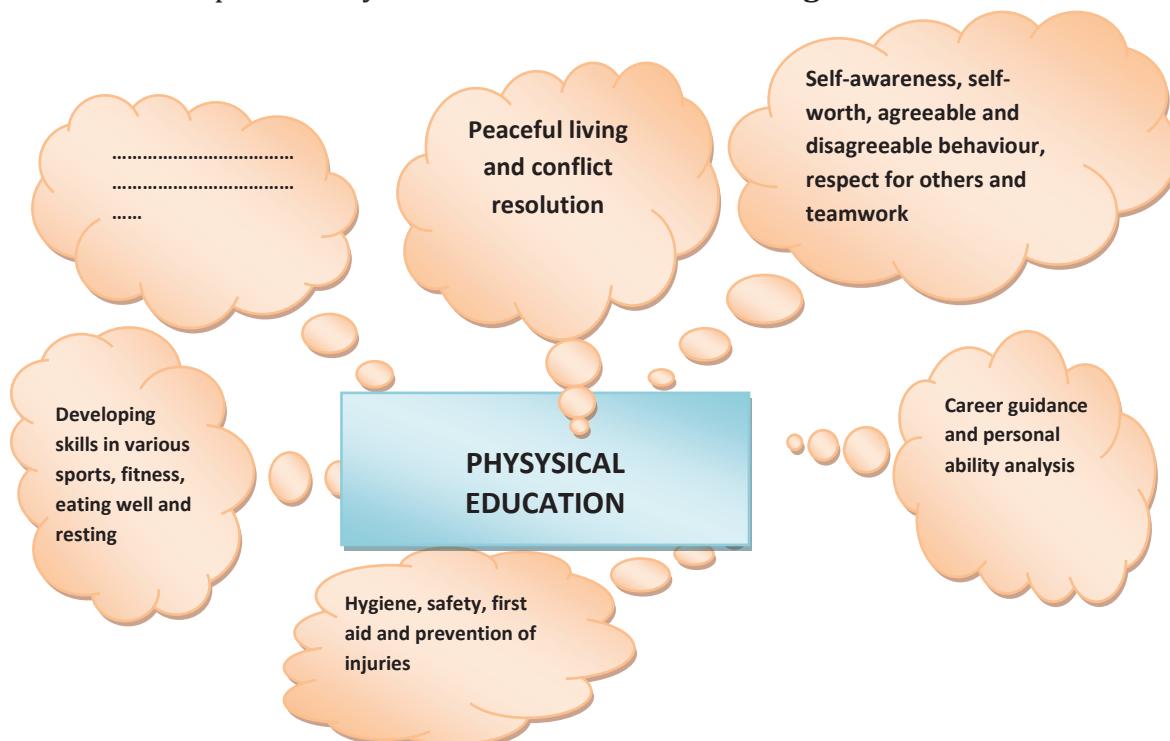 Self-awareness, self-
worth, agreeable and
disagreeable behaviour,
respect for others and
teamwork
Peaceful living
and conflict
resolution
………………………………
………………………………
……
Developing
skills in various
sports, fitness,
eating well and
resting
PHYSYSICAL
EDUCATION
Career guidance
and personal
ability analysis
Hygiene, safety, first
aid and prevention of
injuries